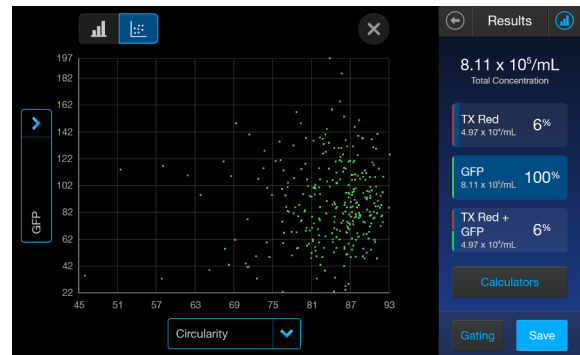 Results
197
182
162
142
122
102
82
62
42
22
GFP
45 51 57 63 69 75 81 87 93
Circularity
8.11 x 10⁵/mL
Total Concentration
TX Red
4.97 x 10⁴/mL
6%
GFP
8.11 x 10⁵/mL
100%
TX Red +
GFP
4.97 x 10⁴/mL
6%
Calculators
Gating
Save